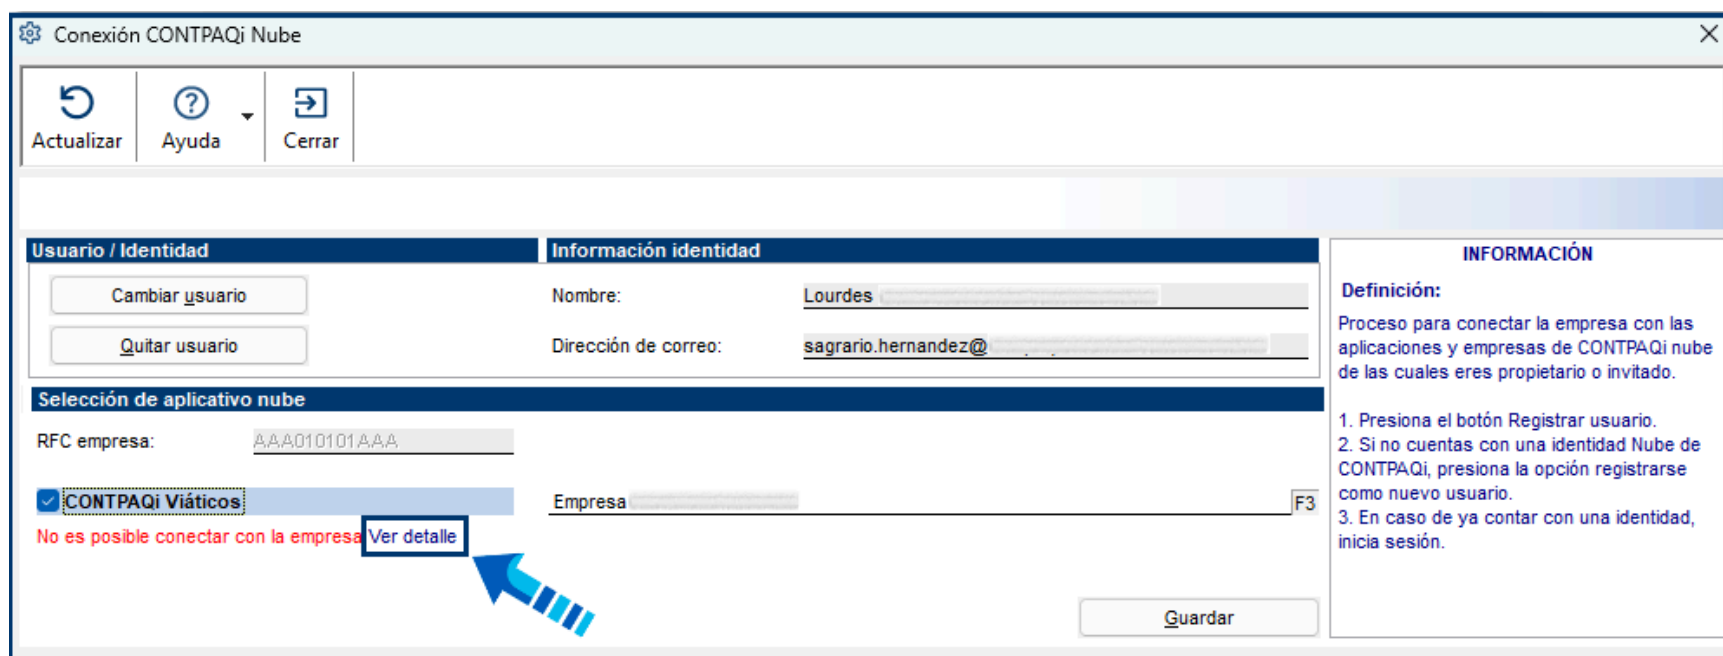 Conexión CONTPAQi Nube
Actualizar
Ayuda
Cerrar
Usuario / Identidad
Información identidad
INFORMACIÓN
Cambiar usuario
Nombre:
Lourdes
Definición:
Quitar usuario
Dirección de correo:
sagrario.hernandez@
Proceso para conectar la empresa con las
aplicaciones y empresas de CONTPAQi nube
de las cuales eres propietario o invitado.
1. Presiona el botón Registrar usuario.
2. Si no cuentas con una identidad Nube de
CONTPAQi, presiona la opción registrarse
como nuevo usuario.
3. En caso de ya contar con una identidad,
inicia sesión.
Selección de aplicativo nube
RFC empresa:
AAA010101AAA
CONTPAQi Viáticos
Empresa
F3
No es posible conectar con la empresa Ver detalle
Guardar